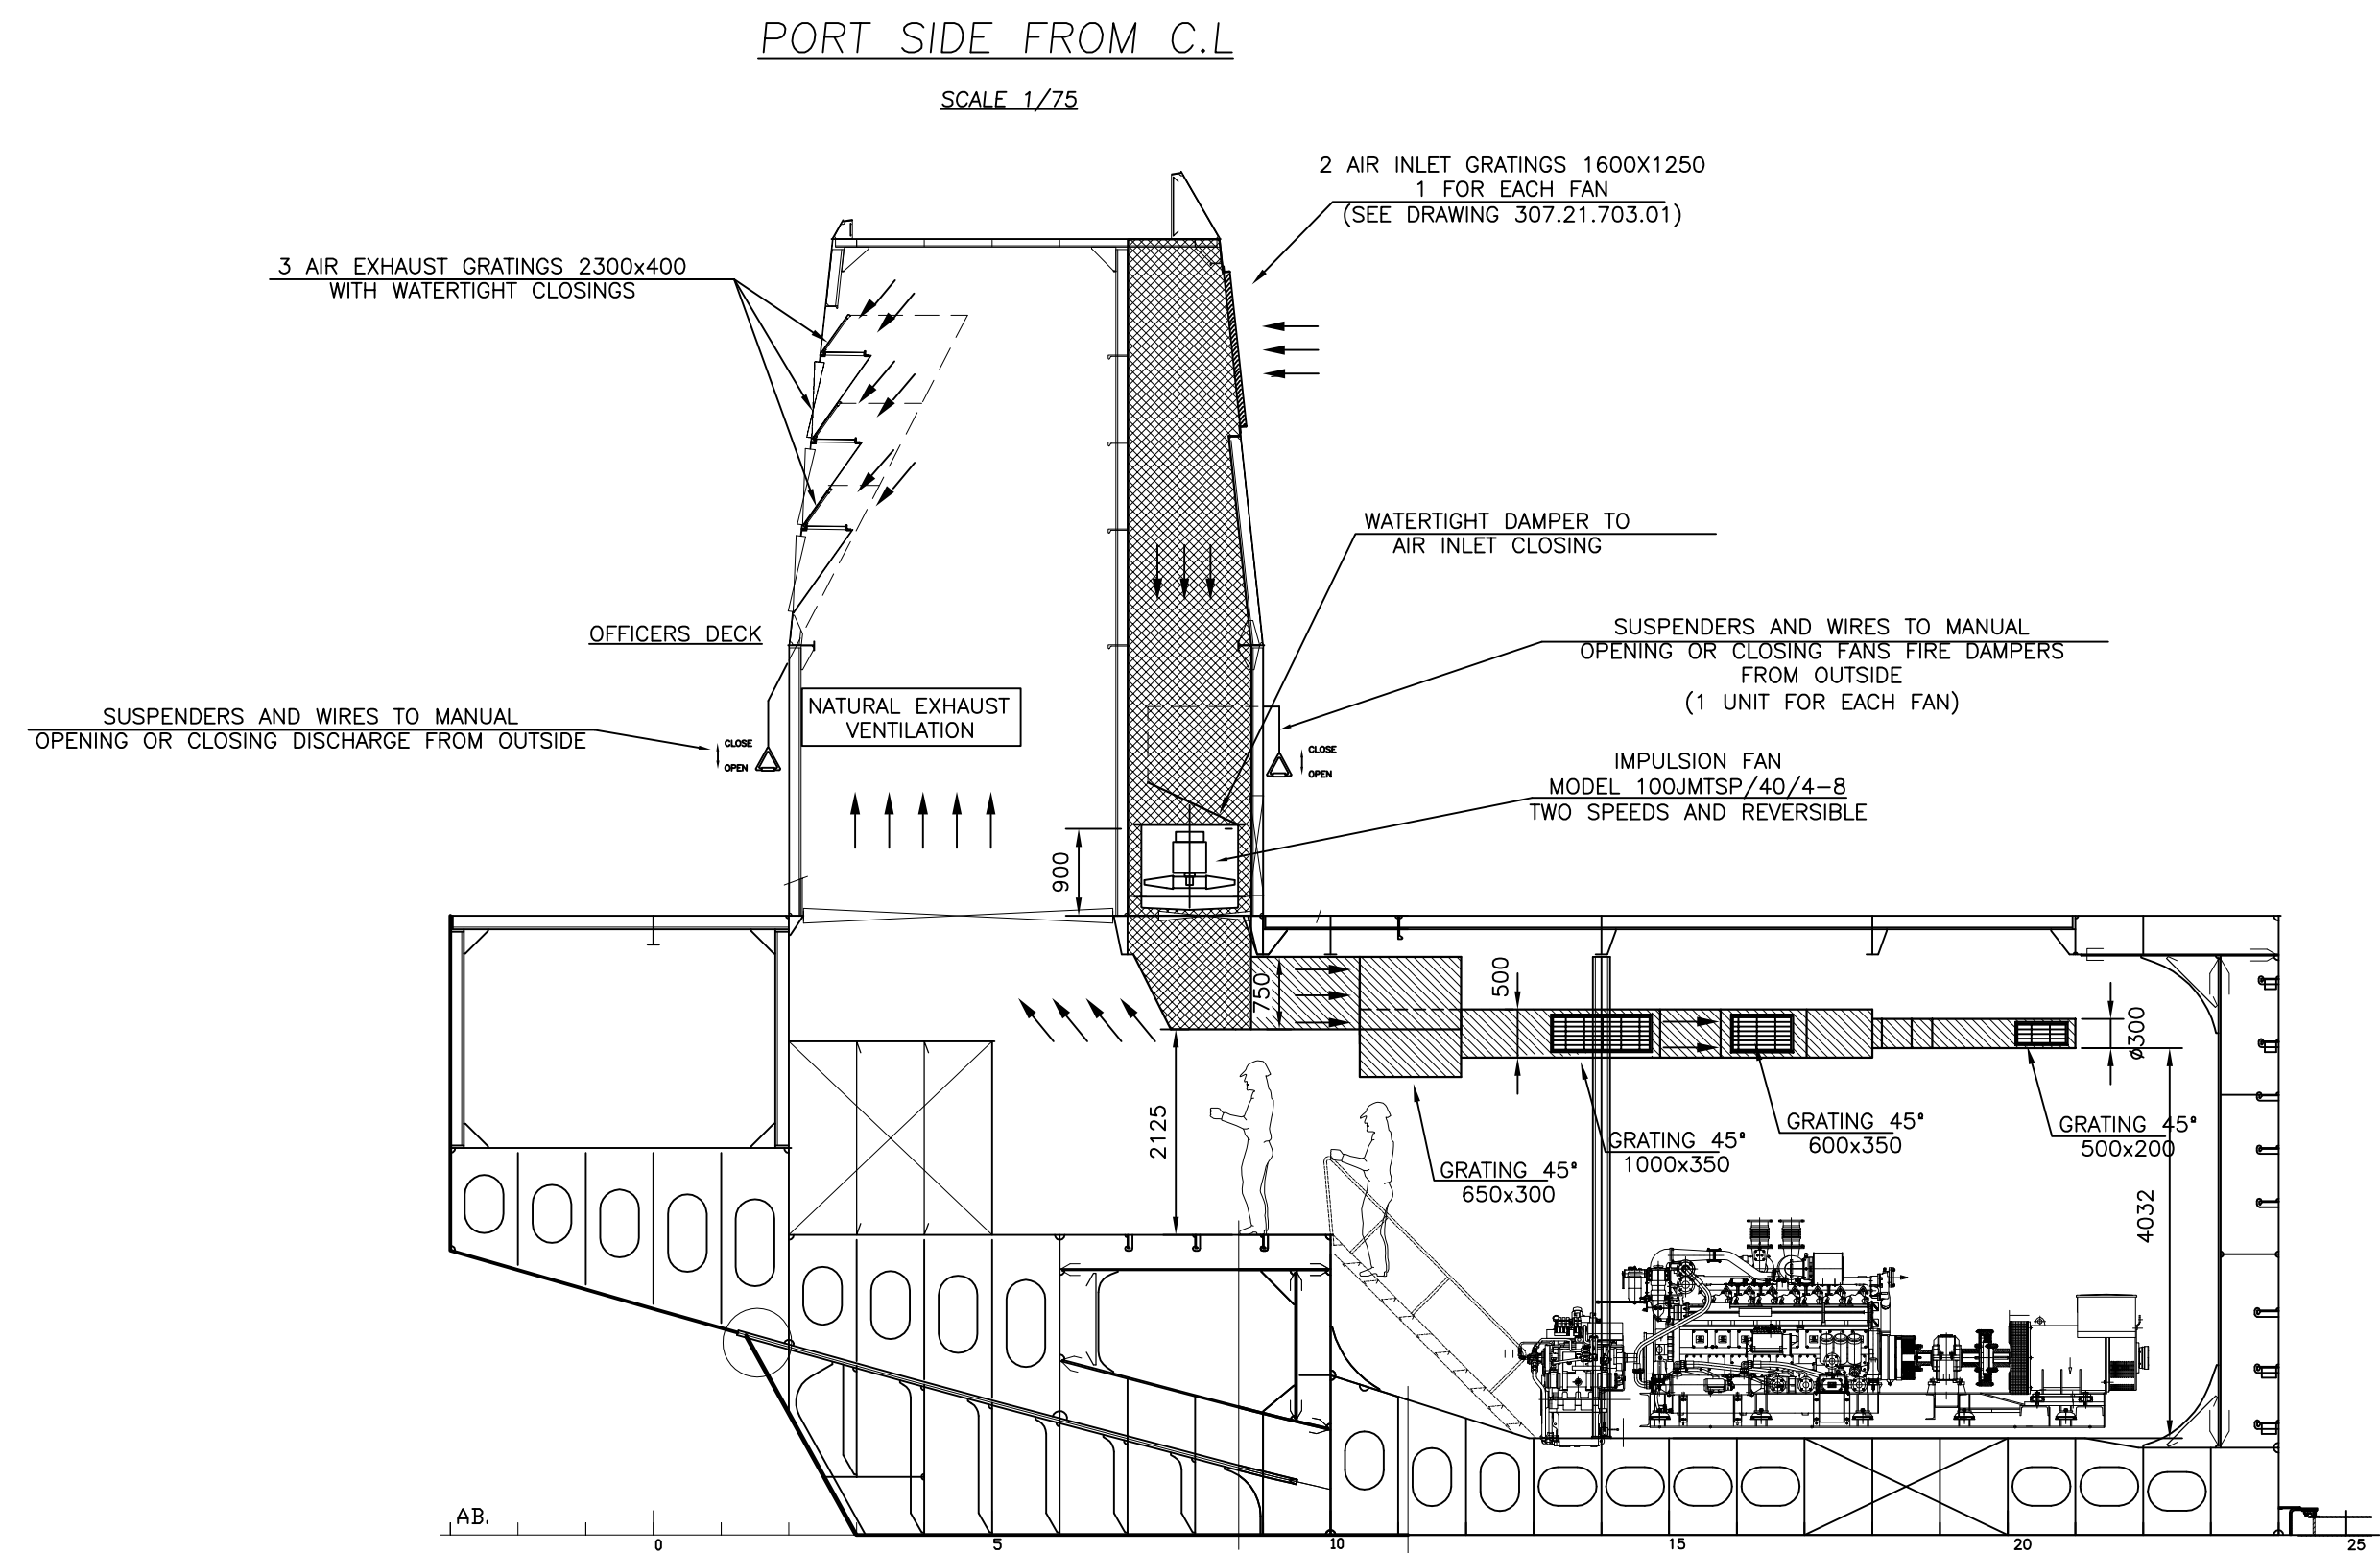 PORT SIDE FROM C.L
SCALE 1/75
2 AIR INLET GRATINGS 1600X1250
1 FOR EACH FAN
(SEE DRAWING 307.21.703.01)
3 AIR EXHAUST GRATINGS 2300x400
WITH WATERTIGHT CLOSINGS
WATERTIGHT DAMPER TO
AIR INLET CLOSING
OFFICERS DECK
SUSPENDERS AND WIRES TO MANUAL
OPENING OR CLOSING FANS FIRE DAMPERS
FROM OUTSIDE
(1 UNIT FOR EACH FAN)
SUSPENDERS AND WIRES TO MANUAL
OPENING OR CLOSING DISCHARGE FROM OUTSIDE
CLOSE
OPEN
NATURAL EXHAUST
VENTILATION
CLOSE
OPEN
IMPULSION FAN
MODEL 100JMTSP/40/4-8
TWO SPEEDS AND REVERSIBLE
900
750
500
ø300
2125
GRATING 45º
650x300
GRATING 45º
1000x350
GRATING 45º
600x350
GRATING 45º
500x200
4032
AB.
0
5
10
15
20
25